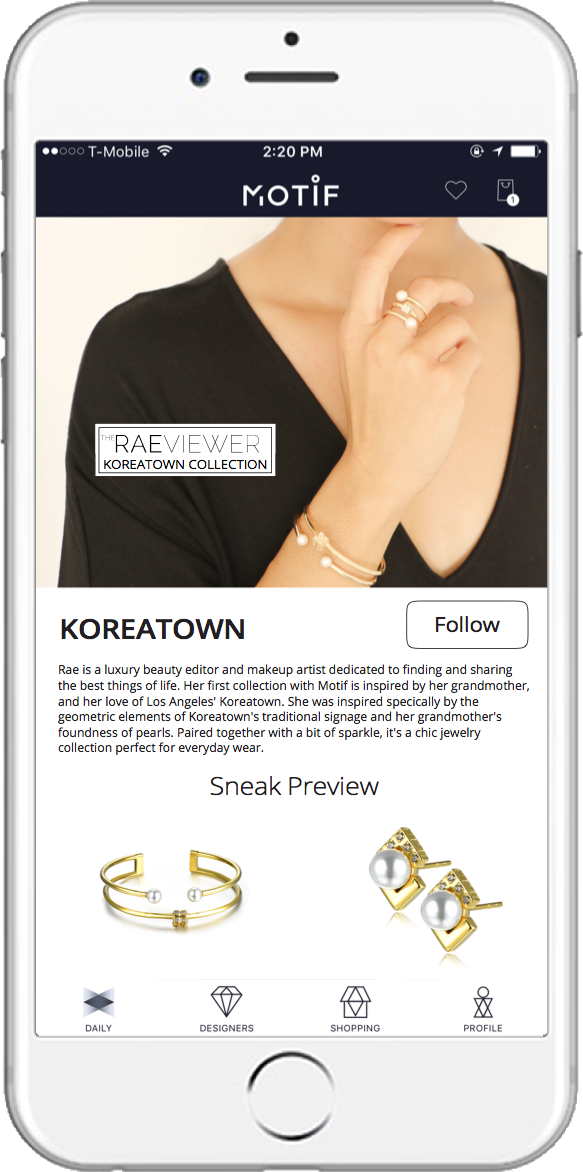 T-Mobile 2:20 PM
MOTIF
1
THE RAEVIEWER
KOREATOWN COLLECTION
KOREATOWN
Follow
Rae is a luxury beauty editor and makeup artist dedicated to finding and sharing
the best things of life. Her first collection with Motif is inspired by her grandmother,
and her love of Los Angeles' Koreatown. She was inspired specically by the
geometric elements of Koreatown's traditional signage and her grandmother's
foundness of pearls. Paired together with a bit of sparkle, it's a chic jewelry
collection perfect for everyday wear.
Sneak Preview
DAILY DESIGNERS SHOPPING PROFILE